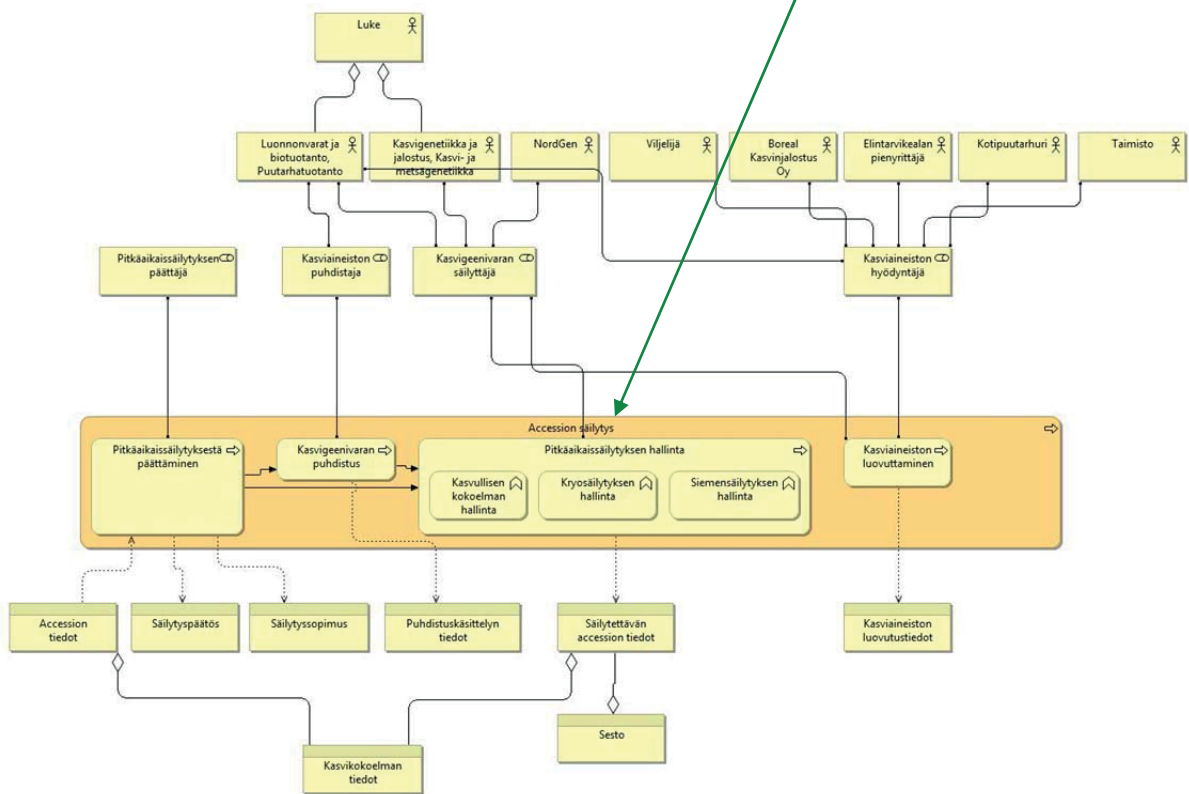 Luke
Luonnonvarat ja
biotuotanto,
Puutarhatuotanto
Kasvigenetiikka ja
jalostus, Kasvi- ja
metsägenetiikka
NordGen
Viljelijä
Boreal
Kasvinjalostus
Oy
Elintarvikealan
pienyrittäjä
Kotipuutarhuri
Taimisto
Pitkäaikaissäilytyksen
päättäjä
Kasviaineiston
puhdistaja
Kasvigeenivaran
säilyttäjä
Kasviaineiston
hyödyntäjä
Accession säilytys
Pitkäaikaissäilytyksestä
päättäminen
Kasvigeenivaran
puhdistus
Pitkäaikaissäilytyksen hallinta
Kasvullisen
kokoelman
hallinta
Kryosäilytyksen
hallinta
Siemensäilytyksen
hallinta
Kasviaineiston
luovuttaminen
Accession
tiedot
Säilytyspäätös
Säilytyssopimus
Puhdistuskäsittelyn
tiedot
Säilytettävän
accession tiedot
Kasviaineiston
luovutustiedot
Sesto
Kasvikokoelman
tiedot